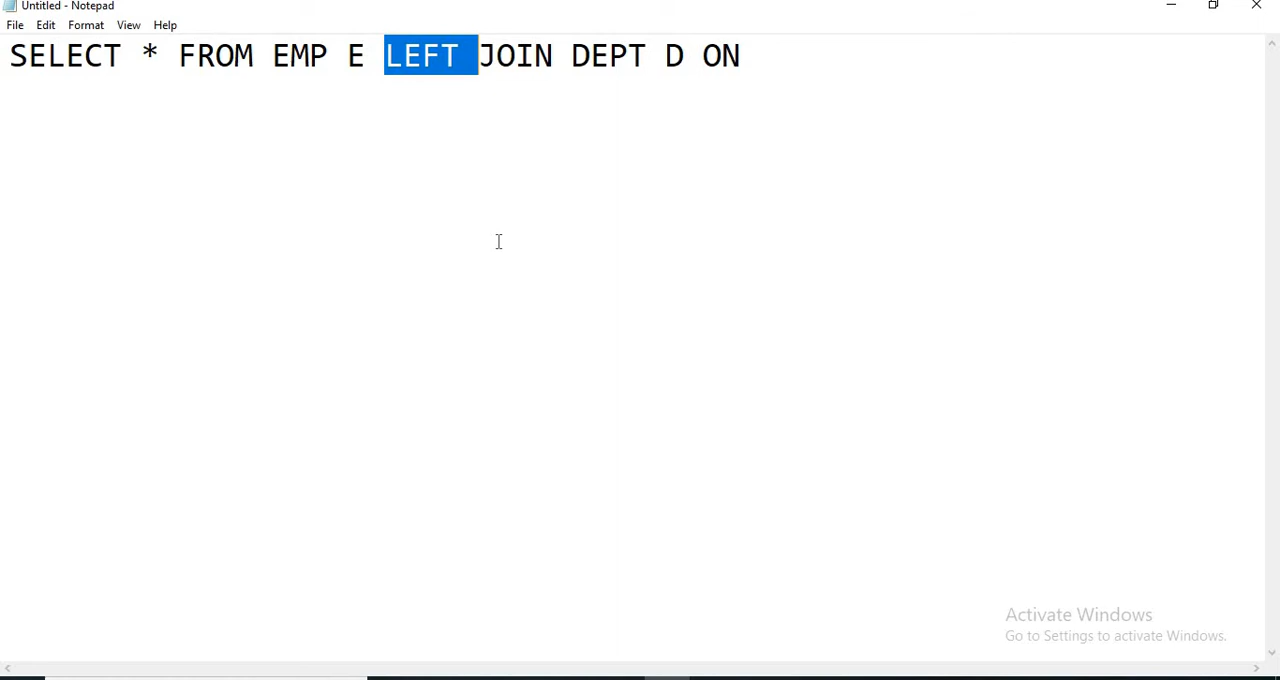 Untitled - Notepad
File Edit Format View Help
SELECT * FROM EMP E LEFT JOIN DEPT D ON
Activate Windows
Go to Settings to activate Windows.